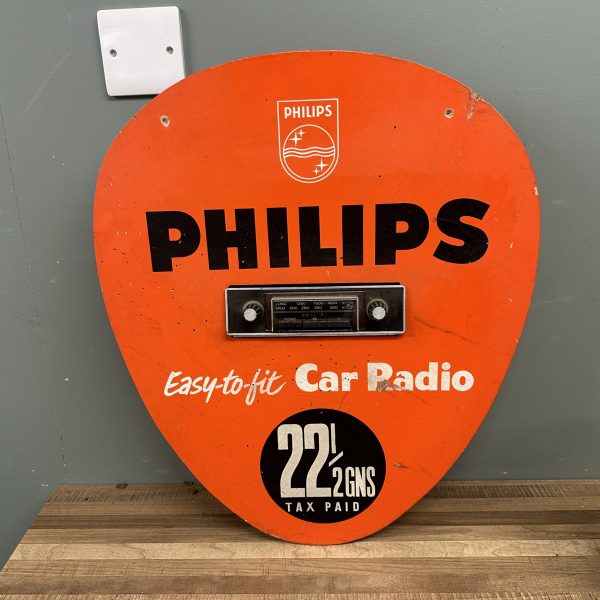 PHILIPS
PHILIPS
Easy-to-fit Car Radio
22½ GNS
TAX PAID